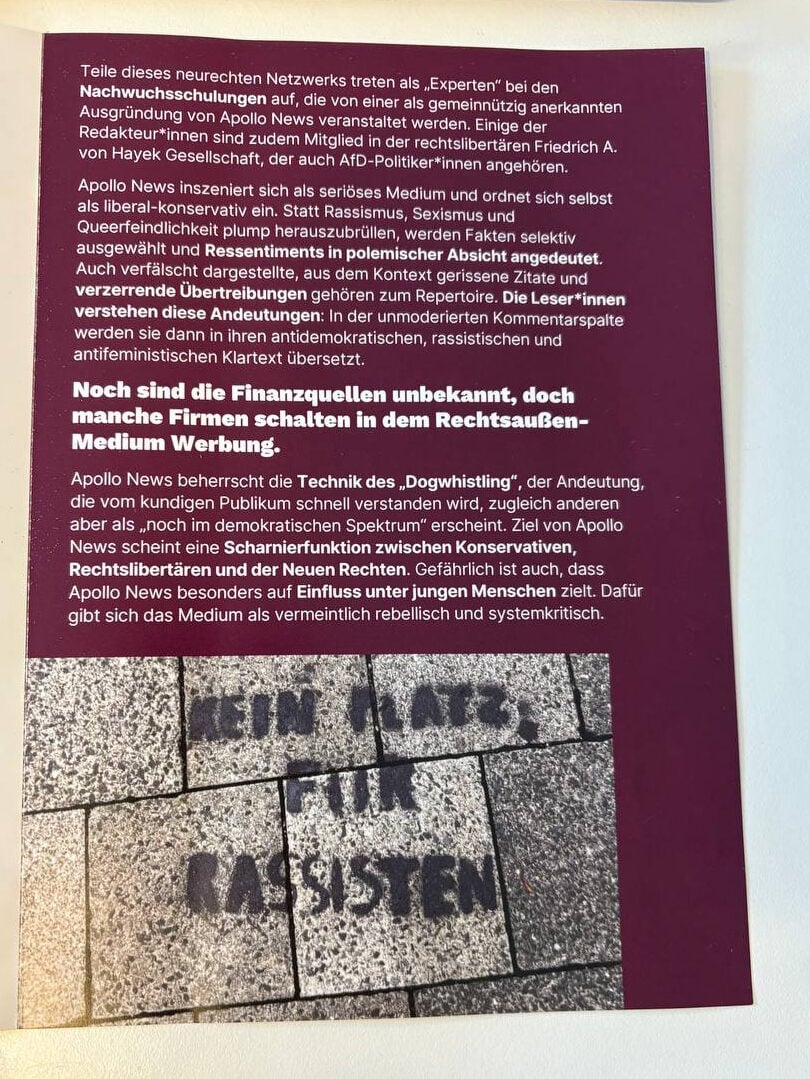 Teile dieses neurechten Netzwerks treten als „Experten“ bei den
Nachwuchsschulungen auf, die von einer als gemeinnützig anerkannten
Ausgründung von Apollo News veranstaltet werden. Einige der
Redakteur*innen sind zudem Mitglied in der rechtslibertären Friedrich A.
von Hayek Gesellschaft, der auch AfD-Politiker*innen angehören.
Apollo News inszeniert sich als seriöses Medium und ordnet sich selbst
als liberal-konservativ ein. Statt Rassismus, Sexismus und
Queerfeindlichkeit plump herauszubrüllen, werden Fakten selektiv
ausgewählt und Ressentiments in polemischer Absicht angedeutet.
Auch verfälscht dargestellte, aus dem Kontext gerissene Zitate und
verzerrende Übertreibungen gehören zum Repertoire. Die Leser*innen
verstehen diese Andeutungen: In der unmoderierten Kommentarspalte
werden sie dann in ihren antidemokratischen, rassistischen und
antifeministischen Klartext übersetzt.
Noch sind die Finanzquellen unbekannt, doch
manche Firmen schalten in dem Rechtsaußen-
Medium Werbung.
Apollo News beherrscht die Technik des „Dogwhistling“, der Andeutung,
die vom kundigen Publikum schnell verstanden wird, zugleich anderen
aber als „noch im demokratischen Spektrum“ erscheint. Ziel von Apollo
News scheint eine Scharnierfunktion zwischen Konservativen,
Rechtslibertären und der Neuen Rechten. Gefährlich ist auch, dass
Apollo News besonders auf Einfluss unter jungen Menschen zielt. Dafür
gibt sich das Medium als vermeintlich rebellisch und systemkritisch.
KEIN PLATZ
FÜR
RASSISTEN